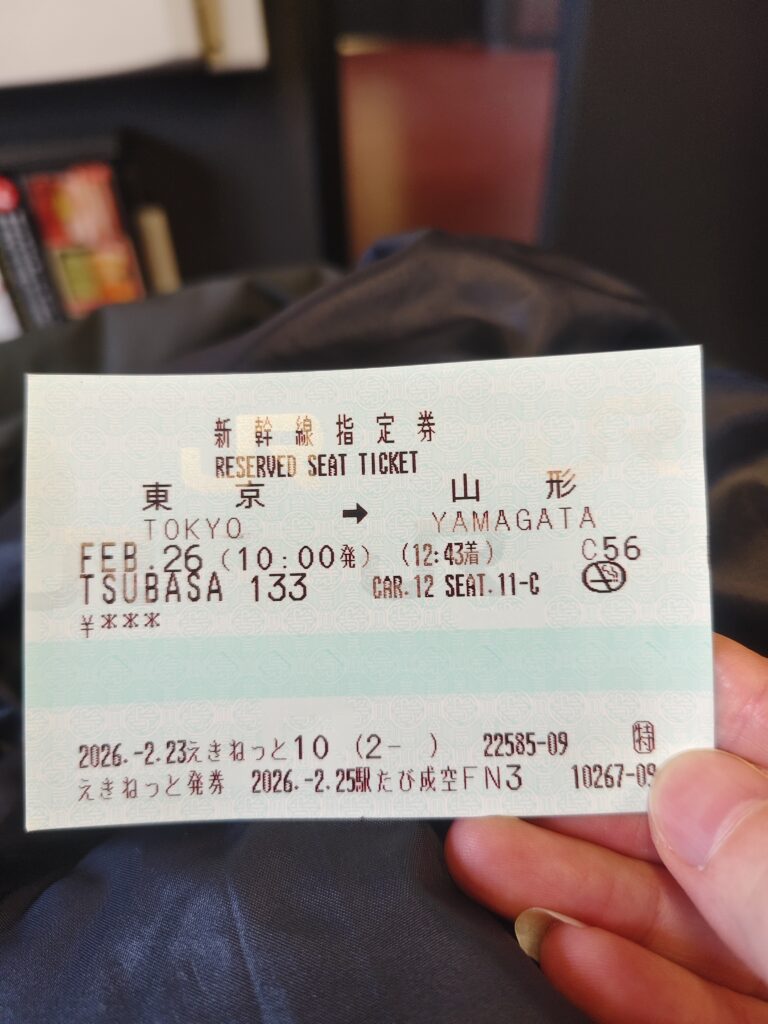 新幹線指定券
RESERVED SEAT TICKET
東京 → 山形
TOKYO YAMAGATA
FEB.26 (10:00発) (12:43着) C56
TSUBASA 133 CAR.12 SEAT.11-C
¥***
2026.-2.23えきねっと10 (2- ) 22585-09 特
えきねっと発券 2026.-2.25駅たび成空FN3 10267-09